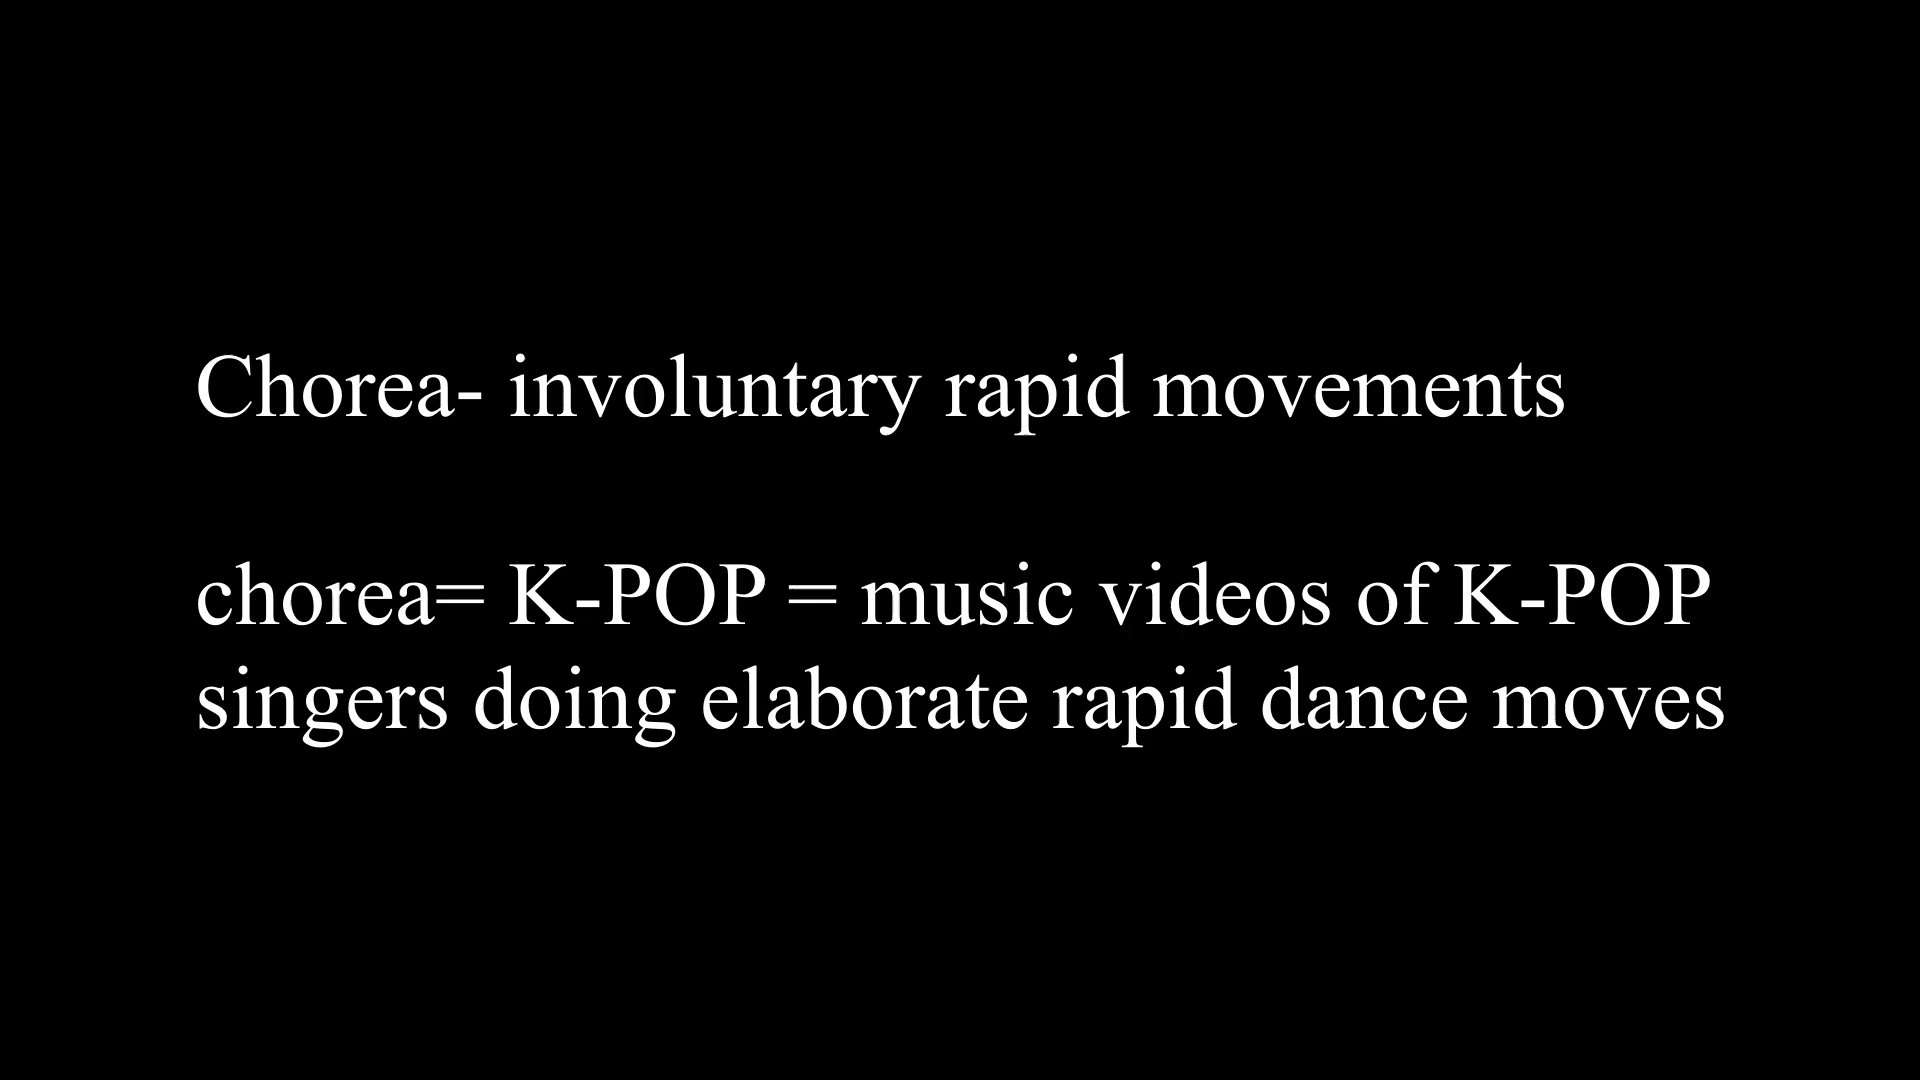 Chorea- involuntary rapid movements
chorea= K-POP = music videos of K-POP
singers doing elaborate rapid dance moves